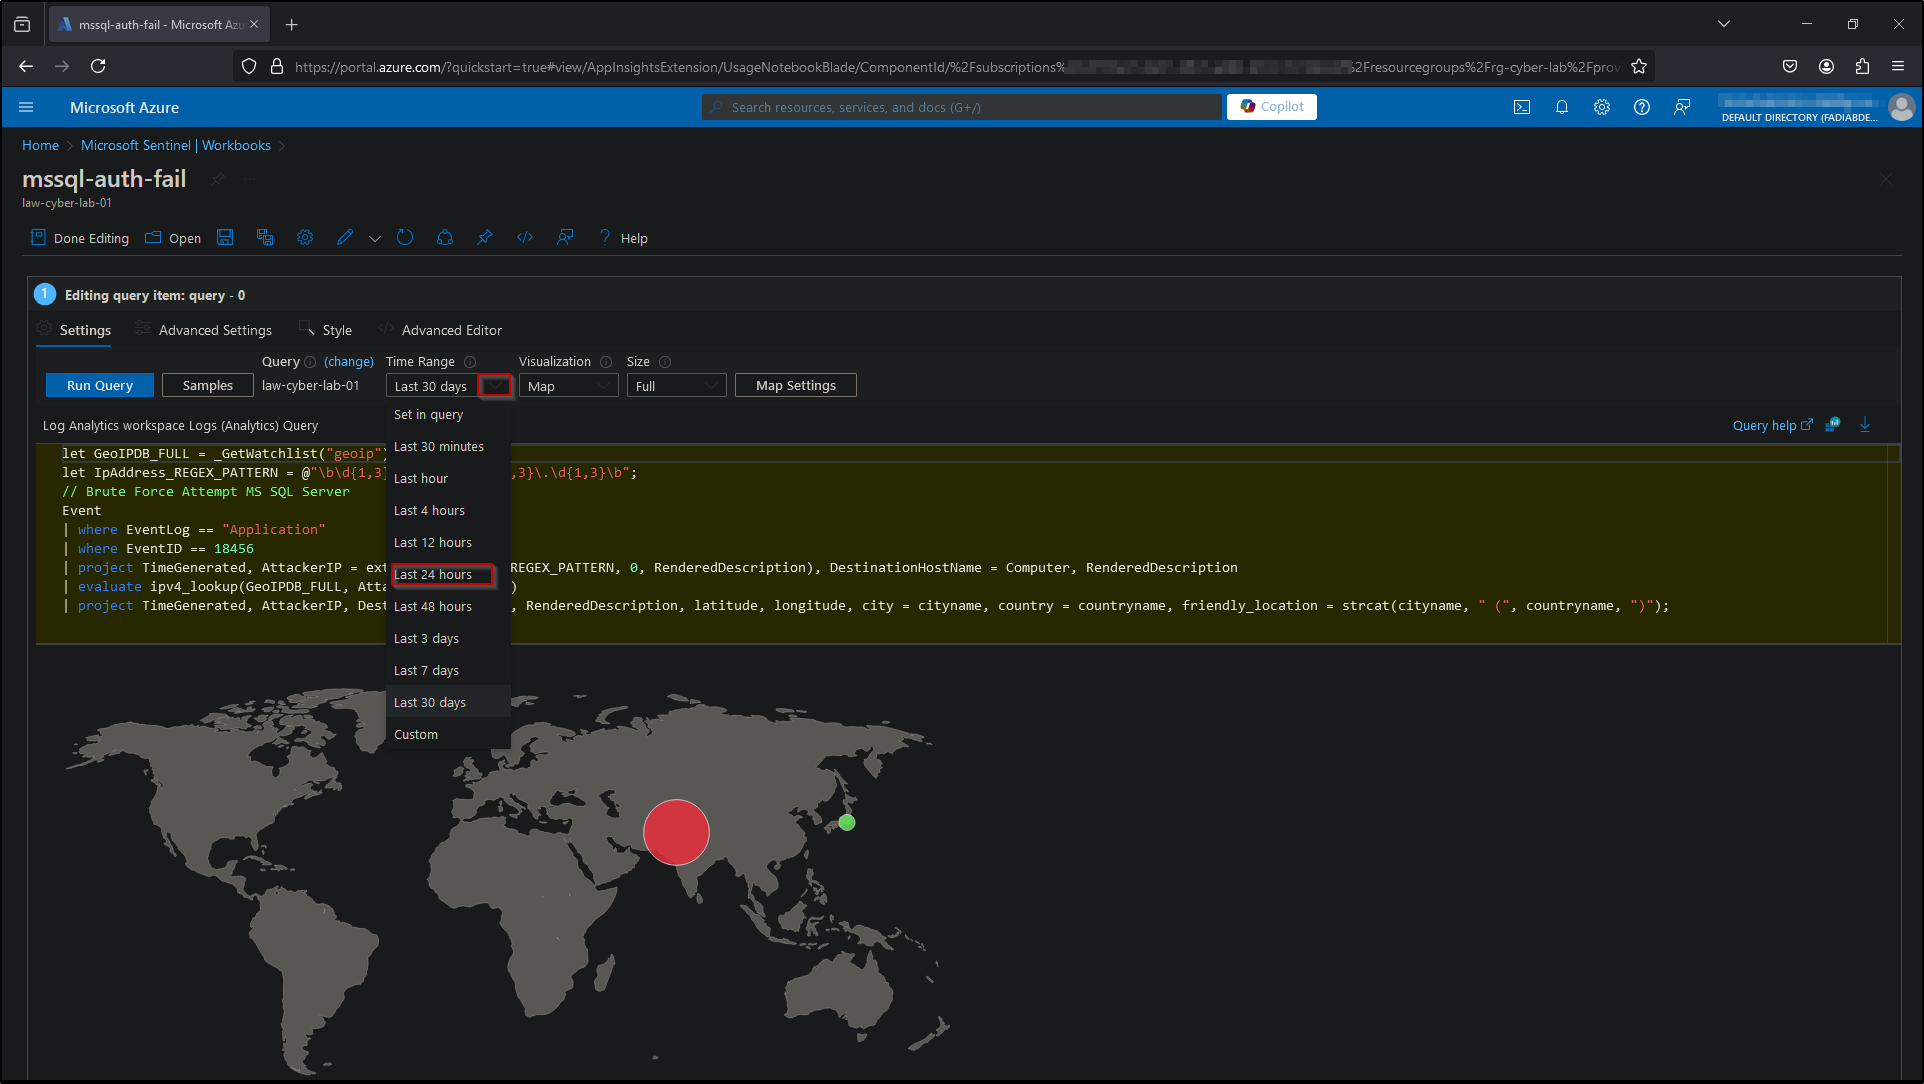 mssql-auth-fail - Microsoft Azu
https://portal.azure.com/?quickstart=true#view/AppInsightsExtension/UsageNotebookBlade/ComponentId/%2Fsubscriptions% %2Fresourcegroups%2Frg-cyber-lab%2Fprov
Microsoft Azure
Search resources, services, and docs (G+/)
Copilot
DEFAULT DIRECTORY (FADIABDE...
Home > Microsoft Sentinel | Workbooks >
mssql-auth-fail
law-cyber-lab-01
Done Editing Open Help
1 Editing query item: query - 0
Settings Advanced Settings Style Advanced Editor
Query (change) Time Range Visualization Size
Run Query Samples law-cyber-lab-01 Last 30 days Map Full Map Settings
Set in query
Last 30 minutes
Last hour
Last 4 hours
Last 12 hours
Last 24 hours
Last 48 hours
Last 3 days
Last 7 days
Last 30 days
Custom
Log Analytics workspace Logs (Analytics) Query
Query help
let GeoIPDB_FULL = _GetWatchlist("geoip")
let IpAddress_REGEX_PATTERN = @"\b\d{1,3} ,3}\.\d{1,3}\b";
// Brute Force Attempt MS SQL Server
Event
| where EventLog == "Application"
| where EventID == 18456
| project TimeGenerated, AttackerIP = ext REGEX_PATTERN, 0, RenderedDescription), DestinationHostName = Computer, RenderedDescription
| evaluate ipv4_lookup(GeoIPDB_FULL, Atta )
| project TimeGenerated, AttackerIP, Dest , RenderedDescription, latitude, longitude, city = cityname, country = countryname, friendly_location = strcat(cityname, " (", countryname, ")");